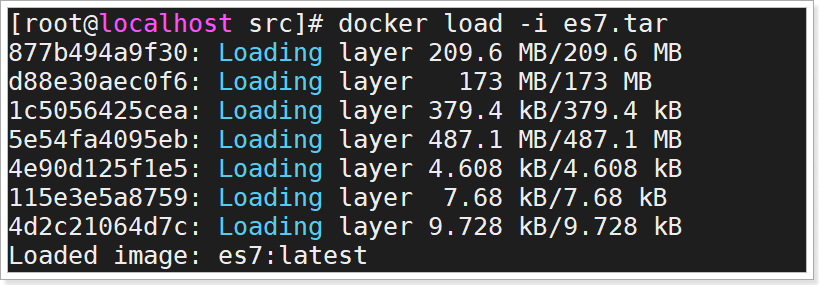 [root@localhost src]# docker load -i es7.tar
877b494a9f30: Loading layer 209.6 MB/209.6 MB
d88e30aec0f6: Loading layer   173 MB/173 MB
1c5056425cea: Loading layer 379.4 kB/379.4 kB
5e54fa4095eb: Loading layer 487.1 MB/487.1 MB
4e90d125f1e5: Loading layer 4.608 kB/4.608 kB
115e3e5a8759: Loading layer  7.68 kB/7.68 kB
4d2c21064d7c: Loading layer 9.728 kB/9.728 kB
Loaded image: es7:latest